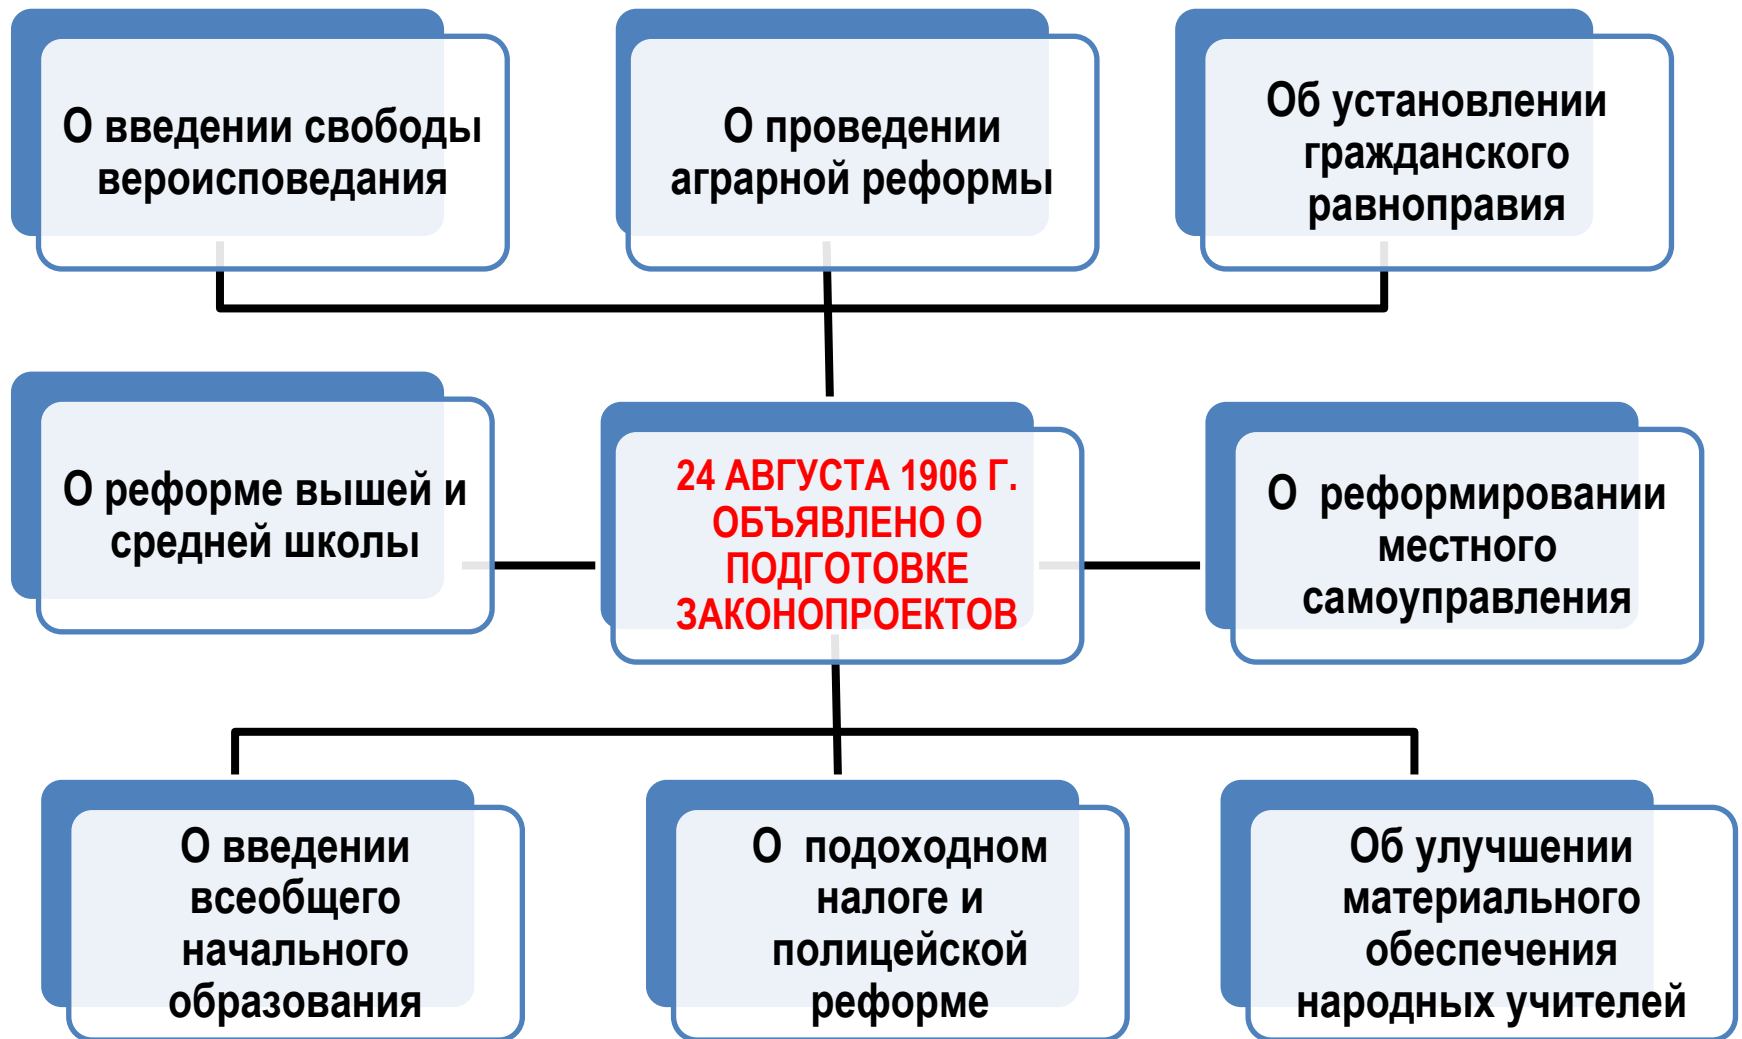 О введении свободы
вероисповедания
О проведении
аграрной реформы
Об установлении
гражданского
равноправия
О реформе вышей и
средней школы
24 АВГУСТА 1906 Г.
ОБЪЯВЛЕНО О
ПОДГОТОВКЕ
ЗАКОНОПРОЕКТОВ
О реформировании
местного
самоуправления
О введении
всеобщего
начального
образования
О подоходном
налоге и
полицейской
реформе
Об улучшении
материального
обеспечения
народных учителей